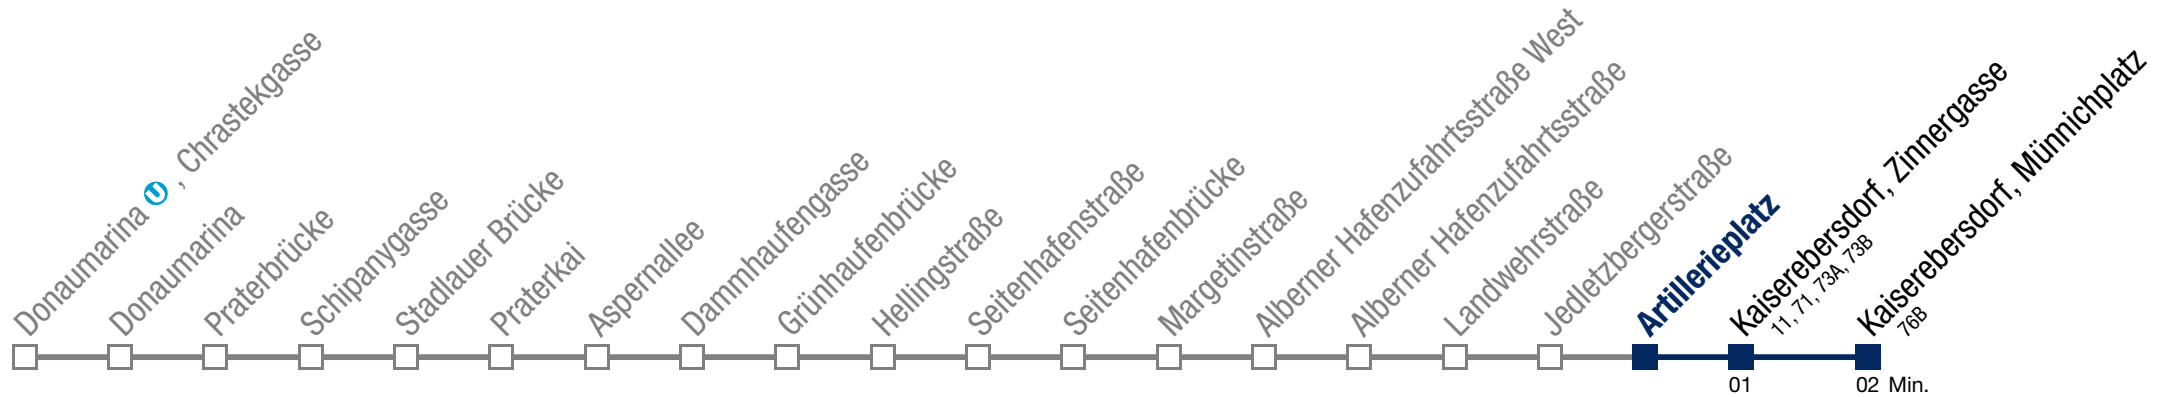 Donaumarina U, Chrastekgasse
Donaumarina
Praterbrücke
Schipanygasse
Stadlauer Brücke
Praterkai
Aspernallee
Dammhaufengasse
Grünhaufenbrücke
Hellingstraße
Seitenhafenstraße
Seitenhafenbrücke
Margetinstraße
Alberner Hafenzufahrtsstraße West
Alberner Hafenzufahrtsstraße
Landwehrstraße
Jedletzbergerstraße
Artillerieplatz
Kaiserebersdorf, Zinnergasse
11, 71, 73A, 73B
Kaiserebersdorf, Münnichplatz
76B
01
02 Min.